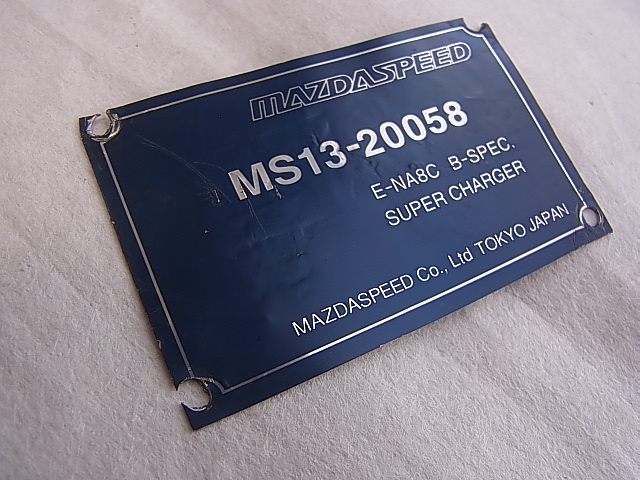 MAZDASPEED
MS13-20058
E-NA8C B-SPEC.
SUPER CHARGER
MAZDASPEED Co., Ltd TOKYO JAPAN